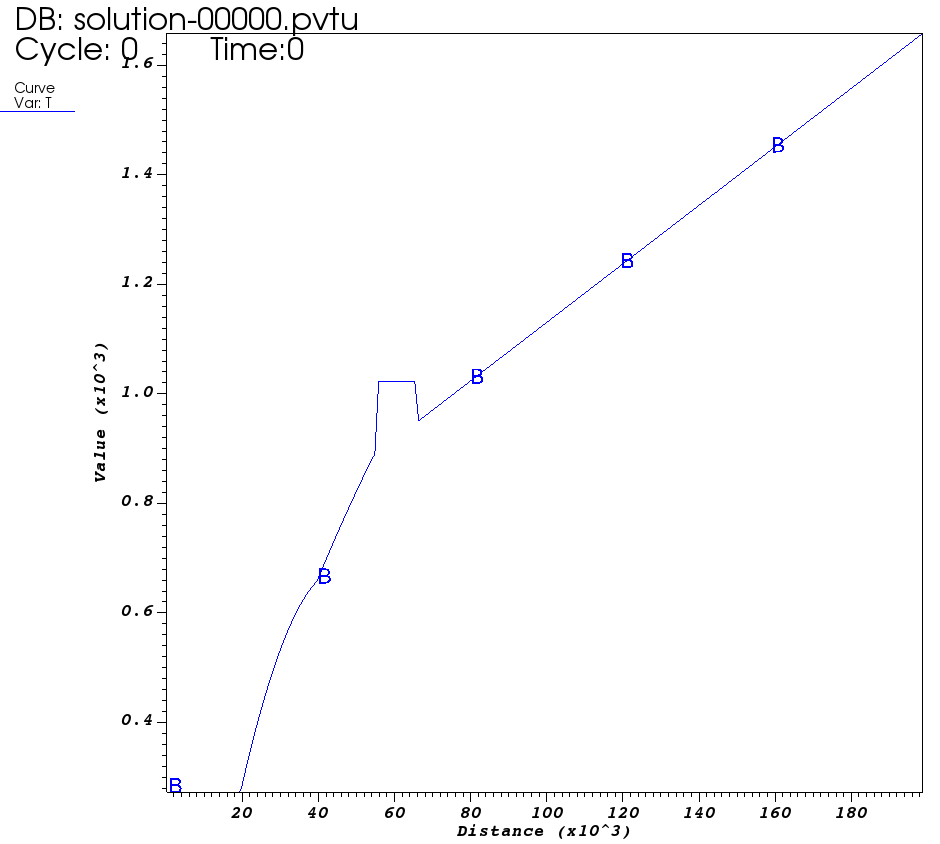 DB: solution-00000.pvtu
Cycle: 0 Time:0
Curve
Var: T
1.6
1.4
1.2
1.0
0.8
0.6
0.4
Value (x10^3)
B
B
B
B
B
B
20 40 60 80 100 120 140 160 180
Distance (x10^3)